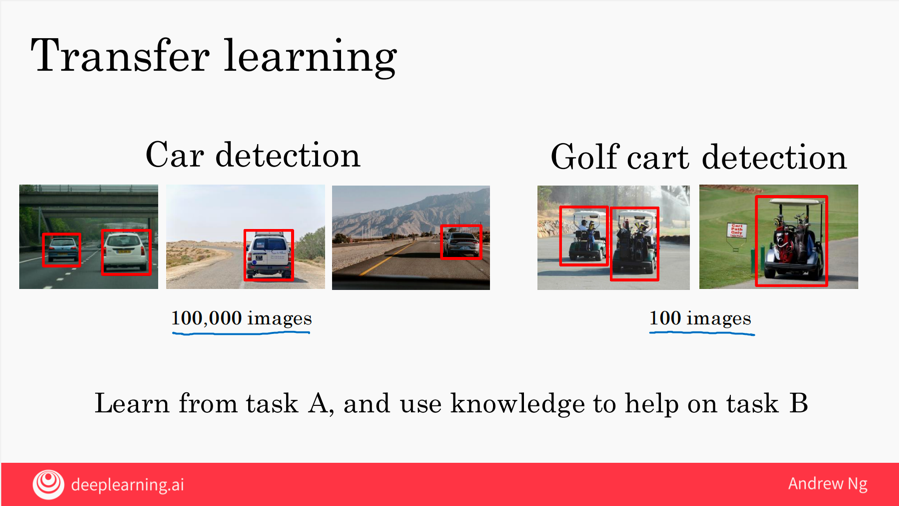 Transfer learning
Car detection
Golf cart detection
100,000 images
100 images
Learn from task A, and use knowledge to help on task B
deeplearning.ai
Andrew Ng